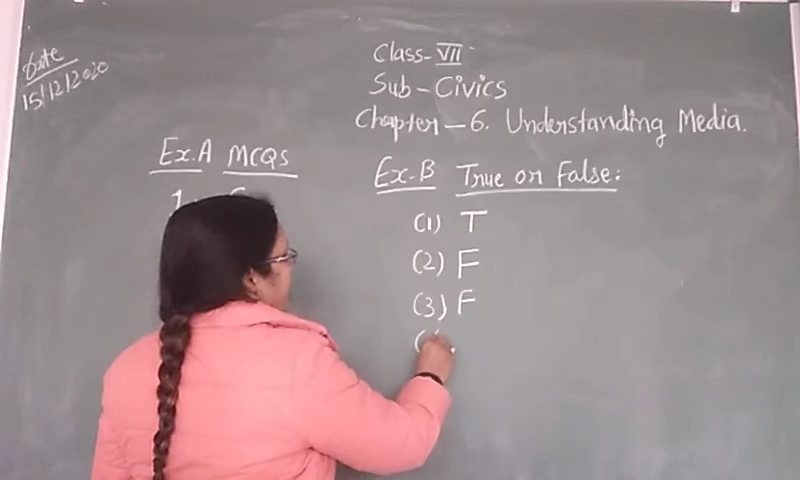 Date
15/12/2020
Class-VII
Sub-Civics
Chapter-6. Understanding Media.
Ex.A MCQs
1
Ex-B True or False:
(1) T
(2) F
(3) F
(